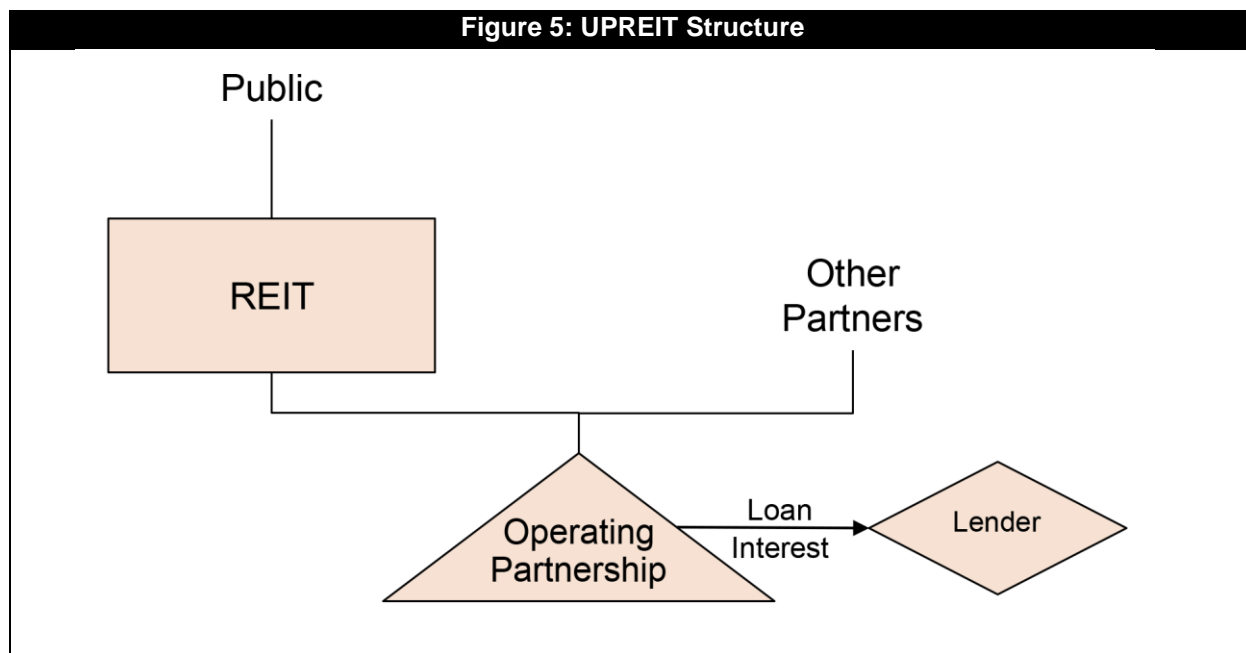 Figure 5: UPREIT Structure
Public
REIT
Other
Partners
Operating
Partnership
Loan
Interest
Lender